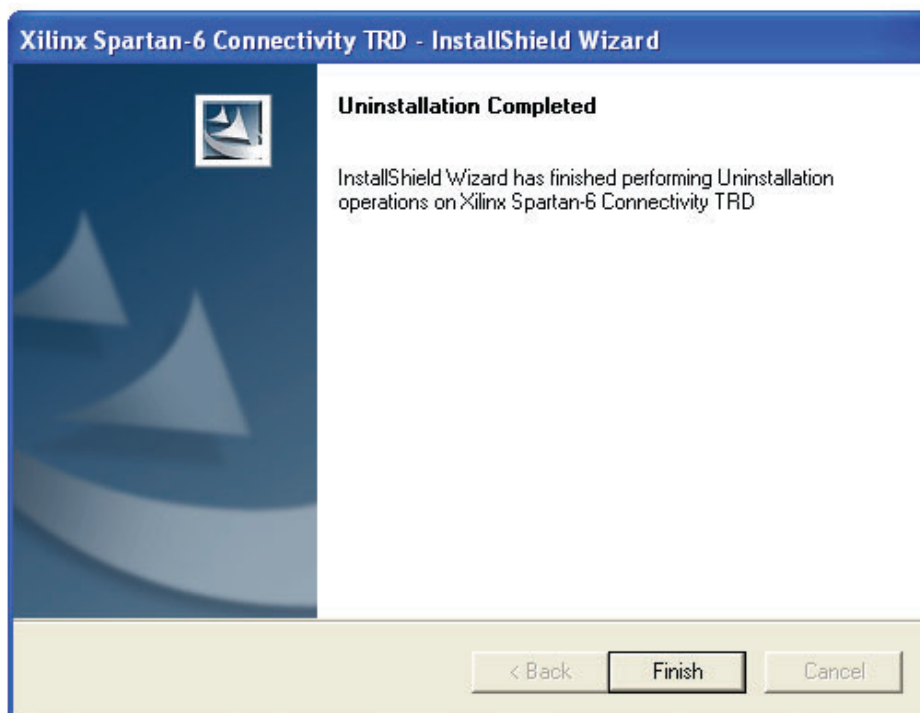 Xilinx Spartan-6 Connectivity TRD - InstallShield Wizard
Uninstallation Completed
InstallShield Wizard has finished performing Uninstallation
operations on Xilinx Spartan-6 Connectivity TRD
< Back
Finish
Cancel